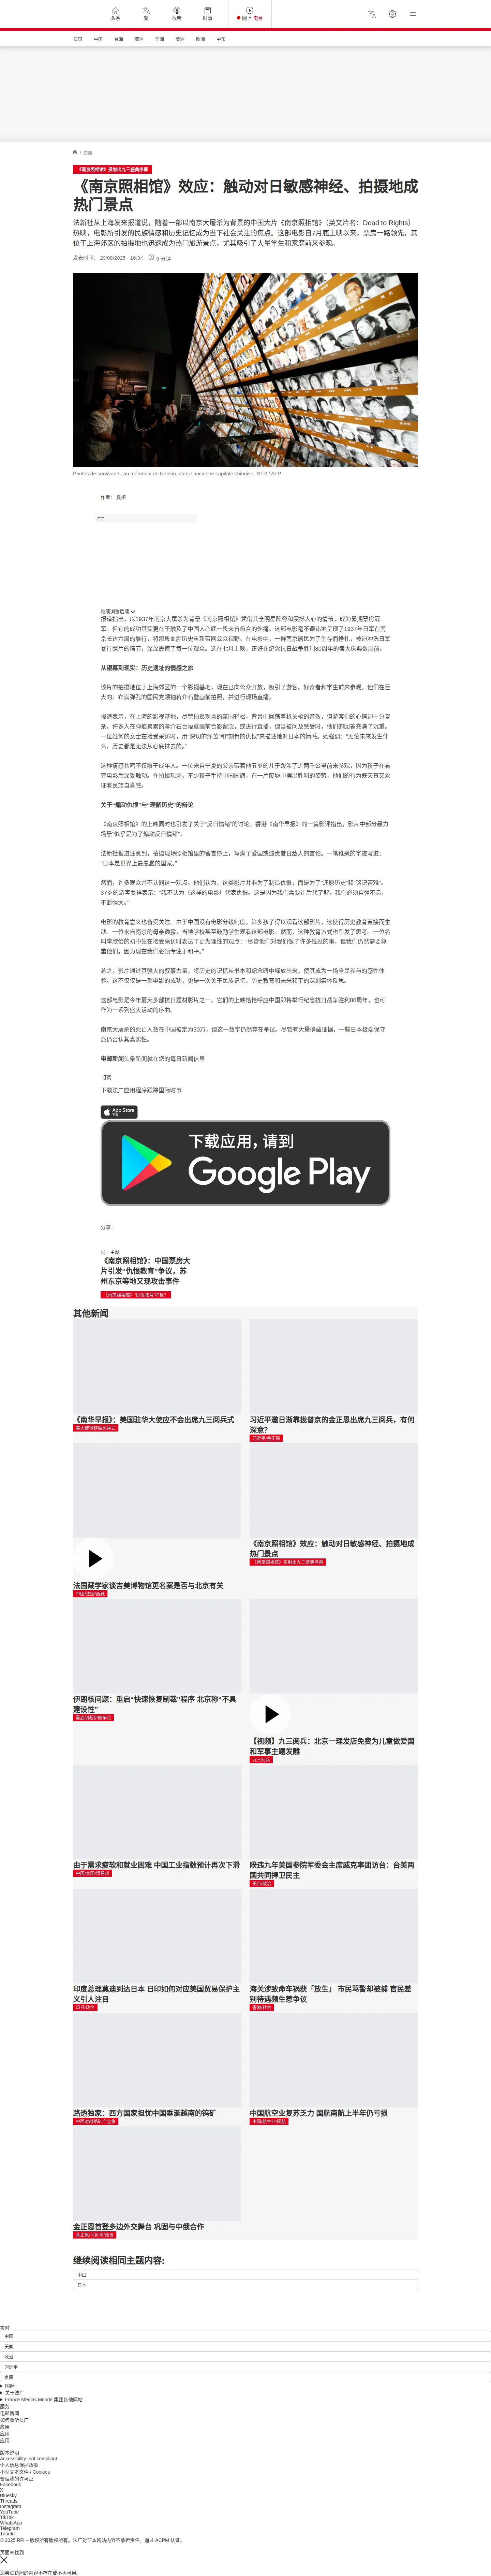 头条
繁
收听
时事
网上 电台
法国
中国
台海
亚洲
非洲
美洲
欧洲
中东
/ 中国
《南京照相馆》投射出九三盛典序幕
《南京照相馆》效应：触动对日敏感神经、拍摄地成热门景点
法新社从上海发来报道说，随着一部以南京大屠杀为背景的中国大片《南京照相馆》（英文片名：Dead to Rights）热映，电影所引发的民族情感和历史记忆成为当下社会关注的焦点。这部电影自7月底上映以来，票房一路领先，其位于上海郊区的拍摄地也迅速成为热门旅游景点，尤其吸引了大量学生和家庭前来参观。
发表时间： 29/08/2025 - 16:34
9 分钟
Photos de survivants, au mémorial de Nankin, dans l'ancienne capitale chinoise. STR / AFP
作者： 夏榕
广告
继续浏览后续
报道指出，以1937年南京大屠杀为背景《南京照相馆》凭借其全明星阵容和震撼人心的情节，成为暑期票房冠军。但它的成功其实更在于触及了中国人心底一段未曾愈合的伤痛。这部电影毫不避讳地呈现了1937年日军在南京长达六周的暴行，将那段血腥历史重新带回公众视野。在电影中，一群南京居民为了生存而挣扎，被迫冲洗日军暴行照片的情节，深深震撼了每一位观众。选在七月上映，正好在纪念抗日战争胜利80周年的盛大庆典数周前。
从银幕到现实：历史遗址的情感之旅
该片的拍摄地位于上海郊区的一个影视基地，现在已向公众开放，吸引了游客、好奇者和学生前来参观。他们在巨大的、布满弹孔的国民党领袖蒋介石壁画前拍照，并进行现场直播。
报道表示，在上海的影视基地，尽管拍摄现场的氛围轻松，背景中回荡着机关枪的音效，但游客们的心情却十分复杂。许多人在弹痕累累的蒋介石巨幅壁画前合影留念，或进行直播，但当被问及感受时，他们的回答充满了沉重。一位姓何的女士在接受采访时，用“深切的痛苦”和“刻骨的仇恨”来描述她对日本的情感。她强调：“无论未来发生什么，历史都是无法从心底抹去的。”
这种情感共鸣不仅限于成年人。一位来自宁夏的父亲带着他五岁的儿子跋涉了近两千公里前来参观，因为孩子在看完电影后深受触动。在拍摄现场，不少孩子手持中国国旗，在一片废墟中摆出胜利的姿势，他们的行为既天真又象征着民族自豪感。
关于“煽动仇恨”与“理解历史”的辩论
《南京照相馆》的上映同时也引发了关于“反日情绪”的讨论。香港《南华早报》的一篇影评指出，影片中部分暴力场景“似乎是为了煽动反日情绪”。
法新社报道注意到，拍摄现场照相馆里的留言簿上，写满了爱国或谴责昔日敌人的言论。一笔稚嫩的字迹写道：“日本是世界上最愚蠢的国家。”
然而，许多观众并不认同这一观点。他们认为，这类影片并非为了制造仇恨，而是为了“还原历史”和“铭记苦难”。37岁的游客姜祥表示：“我不认为（这样的电影）代表仇恨。这是因为我们需要让后代了解，我们必须自强不息，不断强大。”
电影的教育意义也备受关注。由于中国没有电影分级制度，许多孩子得以观看这部影片，这使得历史教育直接而生动。一位来自南京的母亲透露，当地学校甚至鼓励学生观看这部电影。然而，这种教育方式也引发了思考。一位名叫李欣怡的初中生在接受采访时表达了更为理性的观点：“尽管他们对我们做了许多残忍的事，但我们仍然需要尊重他们，因为现在我们必须专注于和平。”
总之，影片通过其强大的叙事力量，将历史的记忆从书本和纪念碑中释放出来，使其成为一场全民参与的感性体验。这不仅仅是一部电影的成功，更是一次关于民族记忆、历史教育和未来和平的深刻集体反思。
这部电影是今年夏天多部抗日题材影片之一，它们的上映恰恰呼应中国即将举行纪念抗日战争胜利80周年，也可作为一系列盛大活动的序曲。
南京大屠杀的死亡人数在中国被定为30万，但这一数字仍然存在争议。尽管有大量确凿证据，一些日本极端保守派仍否认其真实性。
电邮新闻头条新闻就在您的每日新闻信里
订阅
下载法广应用程序跟踪国际时事
App Store
下载
下载应用，请到
Google Play
分享 :
同一主题
《南京照相馆》：中国票房大片引发“仇恨教育”争议，苏州东京等地又现攻击事件
《南京照相馆》"仇恨教育"得逞？
其他新闻
《南华早报》：美国驻华大使应不会出席九三阅兵式
美大使或缺席阅兵式
习近平邀日渐靠拢普京的金正恩出席九三阅兵，有何深意？
习近平/金正恩
法国藏学家谈吉美博物馆更名案是否与北京有关
中国/法国/西藏
《南京照相馆》效应：触动对日敏感神经、拍摄地成热门景点
《南京照相馆》投射出九三盛典序幕
伊朗核问题：重启“快速恢复制裁”程序 北京称“不具建设性”
重启制裁伊朗争论
【视频】九三阅兵：北京一理发店免费为儿童做爱国和军事主题发雕
九三阅兵
由于需求疲软和就业困难 中国工业指数预计再次下滑
中国/美国/贸易战
睽违九年美国参院军委会主席威克率团访台：台美两国共同捍卫民主
美台/政治
印度总理莫迪到达日本 日印如何对应美国贸易保护主义引人注目
印日/政治
海关涉致命车祸获「放生」 市民骂警却被捕 官民差别待遇频生惹争议
香港/社会
路透独家：西方国家担忧中国垂涎越南的钨矿
中西对战略矿产之争
中国航空业复苏乏力 国航南航上半年仍亏损
中国/航空业/国航
金正恩首登多边外交舞台 巩固与中俄合作
金正恩/习近平/政治
继续阅读相同主题内容:
中国
日本
实时
中国
美国
政治
习近平
贪腐
国际
关于法广
France Médias Monde 集团其他网站
服务
电邮新闻
如何收听法广
应用
应用
应用
版本说明
Accessibility: not compliant
个人信息保护政策
小型文本文件 / Cookies
管理我的许可证
Facebook
X
Bluesky
Threads
Instagram
YouTube
TikTok
WhatsApp
Telegram
TuneIn
© 2025 RFI – 版权所有版权所有。法广对非本网站内容不承担责任。通过 ACPM 认证。
页面未找到
您尝试访问的内容不存在或不再可用。